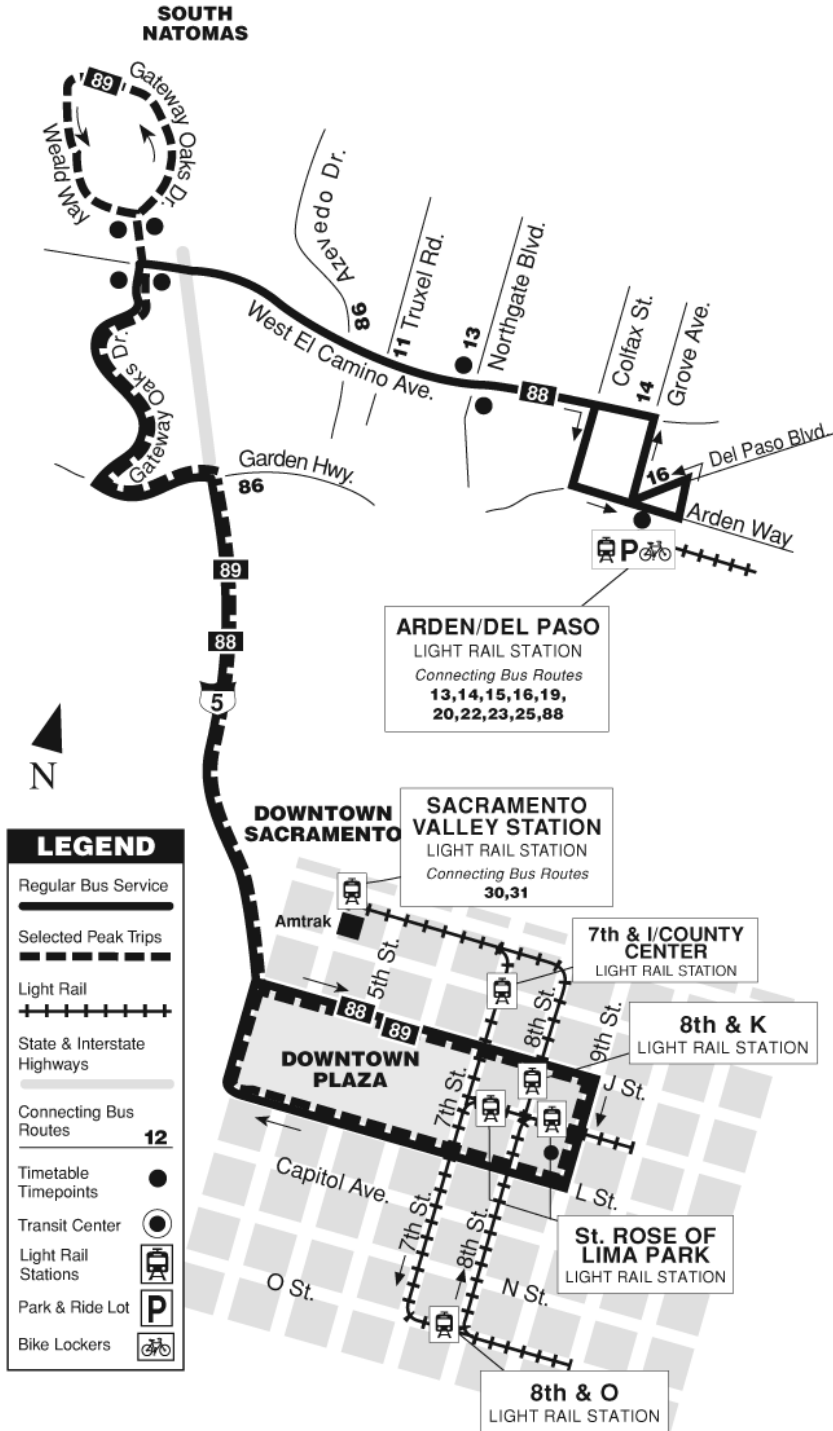 SOUTH
NATOMAS
89
Gateway Oaks Dr.
Weald Way
Azevedo Dr.
86
11 Truxel Rd.
13
Northgate Blvd.
West El Camino Ave.
88
Colfax St.
14
Grove Ave.
16
Del Paso Blvd.
Arden Way
Gateway Oaks Dr.
Garden Hwy.
86
P
ARDEN/DEL PASO
LIGHT RAIL STATION
Connecting Bus Routes
13,14,15,16,19,
20,22,23,25,88
89
88
5
N
DOWNTOWN
SACRAMENTO
SACRAMENTO
VALLEY STATION
LIGHT RAIL STATION
Connecting Bus Routes
30,31
Amtrak
5th St.
7th & I/COUNTY
CENTER
LIGHT RAIL STATION
8th St.
9th St.
8th & K
LIGHT RAIL STATION
88
89
DOWNTOWN
PLAZA
7th St.
J St.
L St.
Capitol Ave.
7th St.
8th St.
St. ROSE OF
LIMA PARK
LIGHT RAIL STATION
O St.
N St.
8th & O
LIGHT RAIL STATION
LEGEND
Regular Bus Service
Selected Peak Trips
Light Rail
State & Interstate
Highways
Connecting Bus
Routes 12
Timetable
Timepoints
Transit Center
Light Rail
Stations
Park & Ride Lot P
Bike Lockers